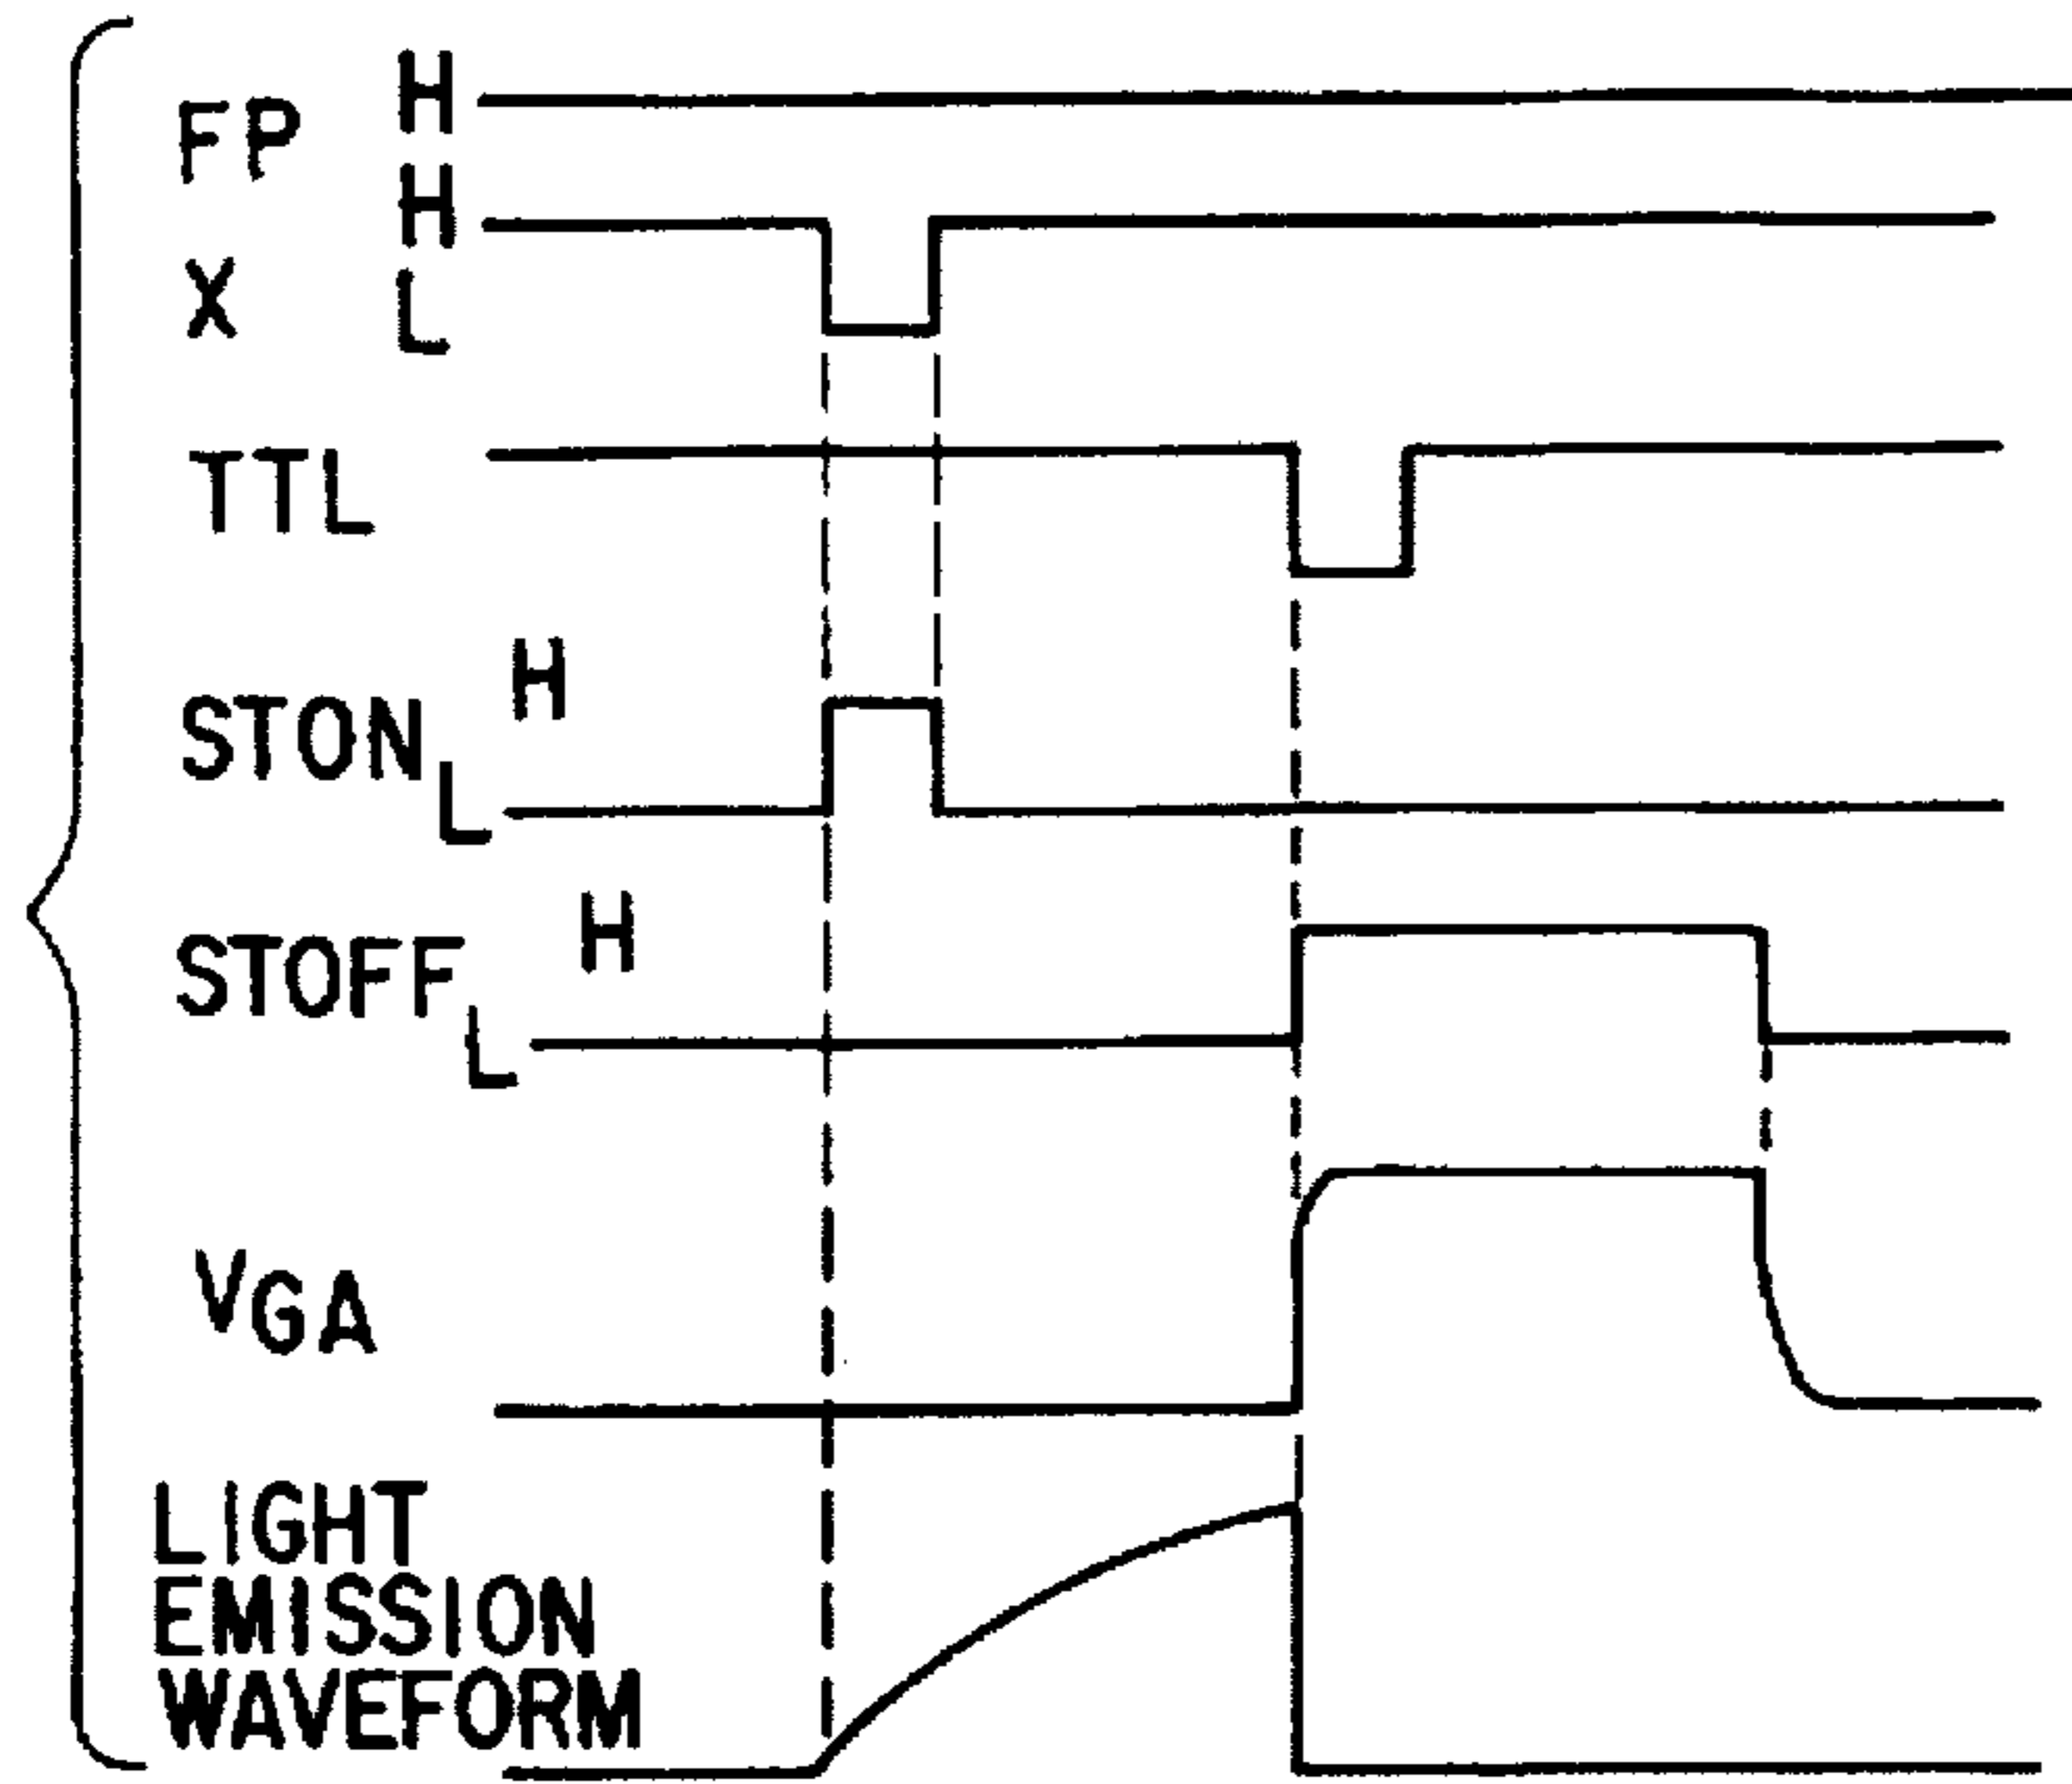 FP H
H
X L
TTL
STON H
L
STOFF H
L
VGA
LIGHT
EMISSION
WAVEFORM